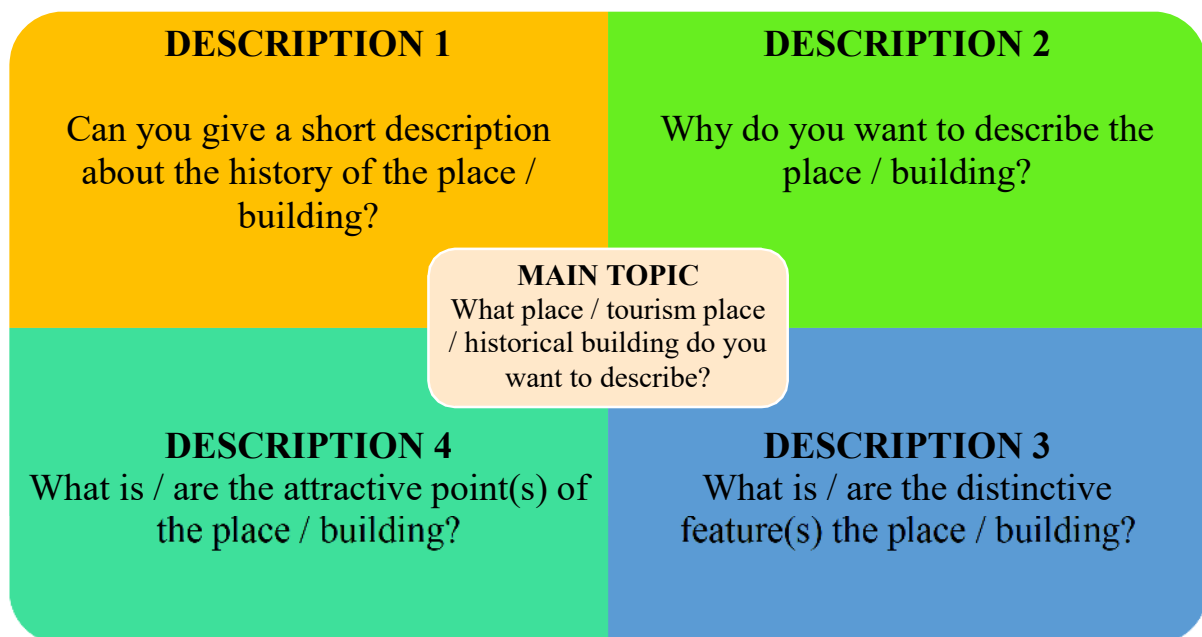 DESCRIPTION 1
Can you give a short description
about the history of the place /
building?
DESCRIPTION 2
Why do you want to describe the
place / building?
MAIN TOPIC
What place / tourism place
/ historical building do you
want to describe?
DESCRIPTION 4
What is / are the attractive point(s) of
the place / building?
DESCRIPTION 3
What is / are the distinctive
feature(s) the place / building?